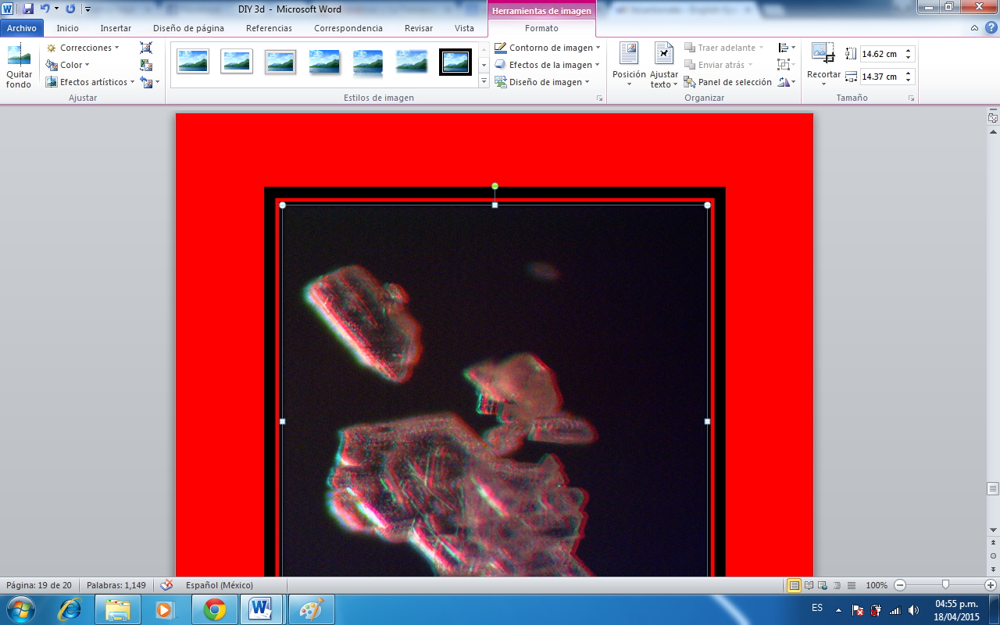 DIY 3d - Microsoft Word
Herramientas de imagen
Archivo Inicio Insertar Diseño de página Referencias Correspondencia Revisar Vista Formato
Quitar fondo
Correcciones
Color
Efectos artísticos
Ajustar
Estilos de imagen
Contorno de imagen
Efectos de la imagen
Diseño de imagen
Posición
Ajustar texto
Traer adelante
Enviar atrás
Panel de selección
Organizar
Recortar
14.62 cm
14.37 cm
Tamaño
Página: 19 de 20 Palabras: 1,149 Español (México) 100%
ES 04:55 p.m.
18/04/2015